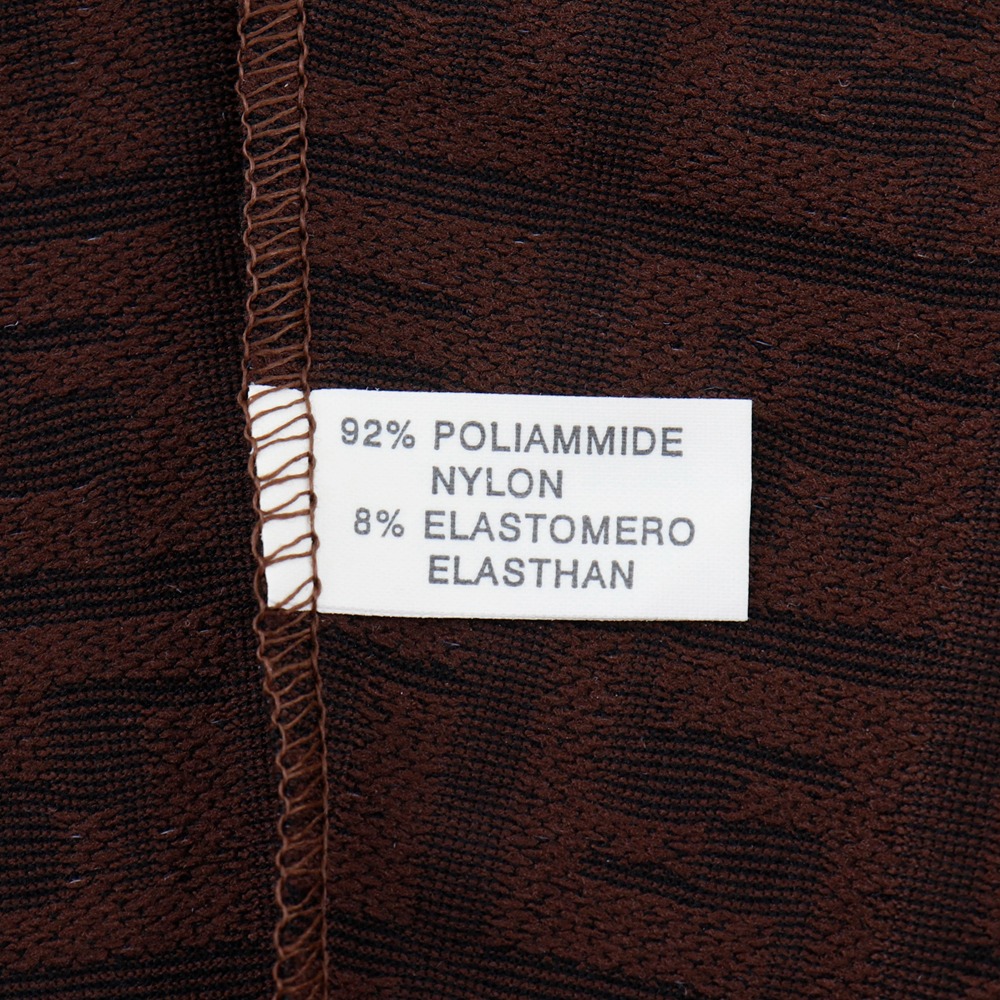 92% POLIAMMIDE
NYLON
8% ELASTOMERO
ELASTHAN